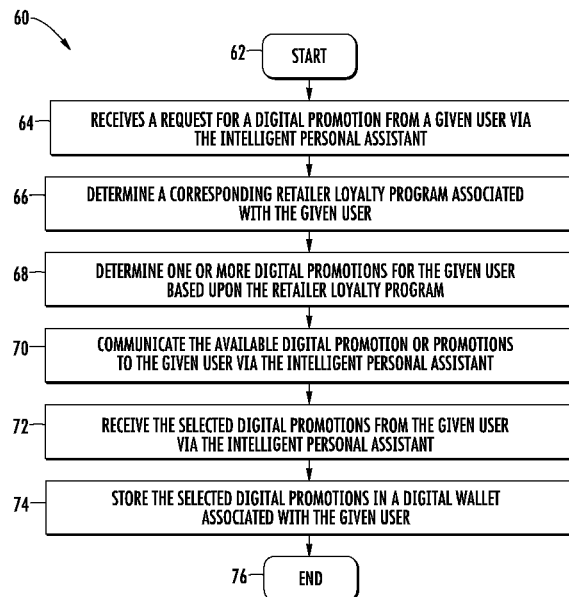 60
62
START
64
RECEIVES A REQUEST FOR A DIGITAL PROMOTION FROM A GIVEN USER VIA
THE INTELLIGENT PERSONAL ASSISTANT
66
DETERMINE A CORRESPONDING RETAILER LOYALTY PROGRAM ASSOCIATED
WITH THE GIVEN USER
68
DETERMINE ONE OR MORE DIGITAL PROMOTIONS FOR THE GIVEN USER
BASED UPON THE RETAILER LOYALTY PROGRAM
70
COMMUNICATE THE AVAILABLE DIGITAL PROMOTION OR PROMOTIONS
TO THE GIVEN USER VIA THE INTELLIGENT PERSONAL ASSISTANT
72
RECEIVE THE SELECTED DIGITAL PROMOTIONS FROM THE GIVEN USER
VIA THE INTELLIGENT PERSONAL ASSISTANT
74
STORE THE SELECTED DIGITAL PROMOTIONS IN A DIGITAL WALLET
ASSOCIATED WITH THE GIVEN USER
76
END